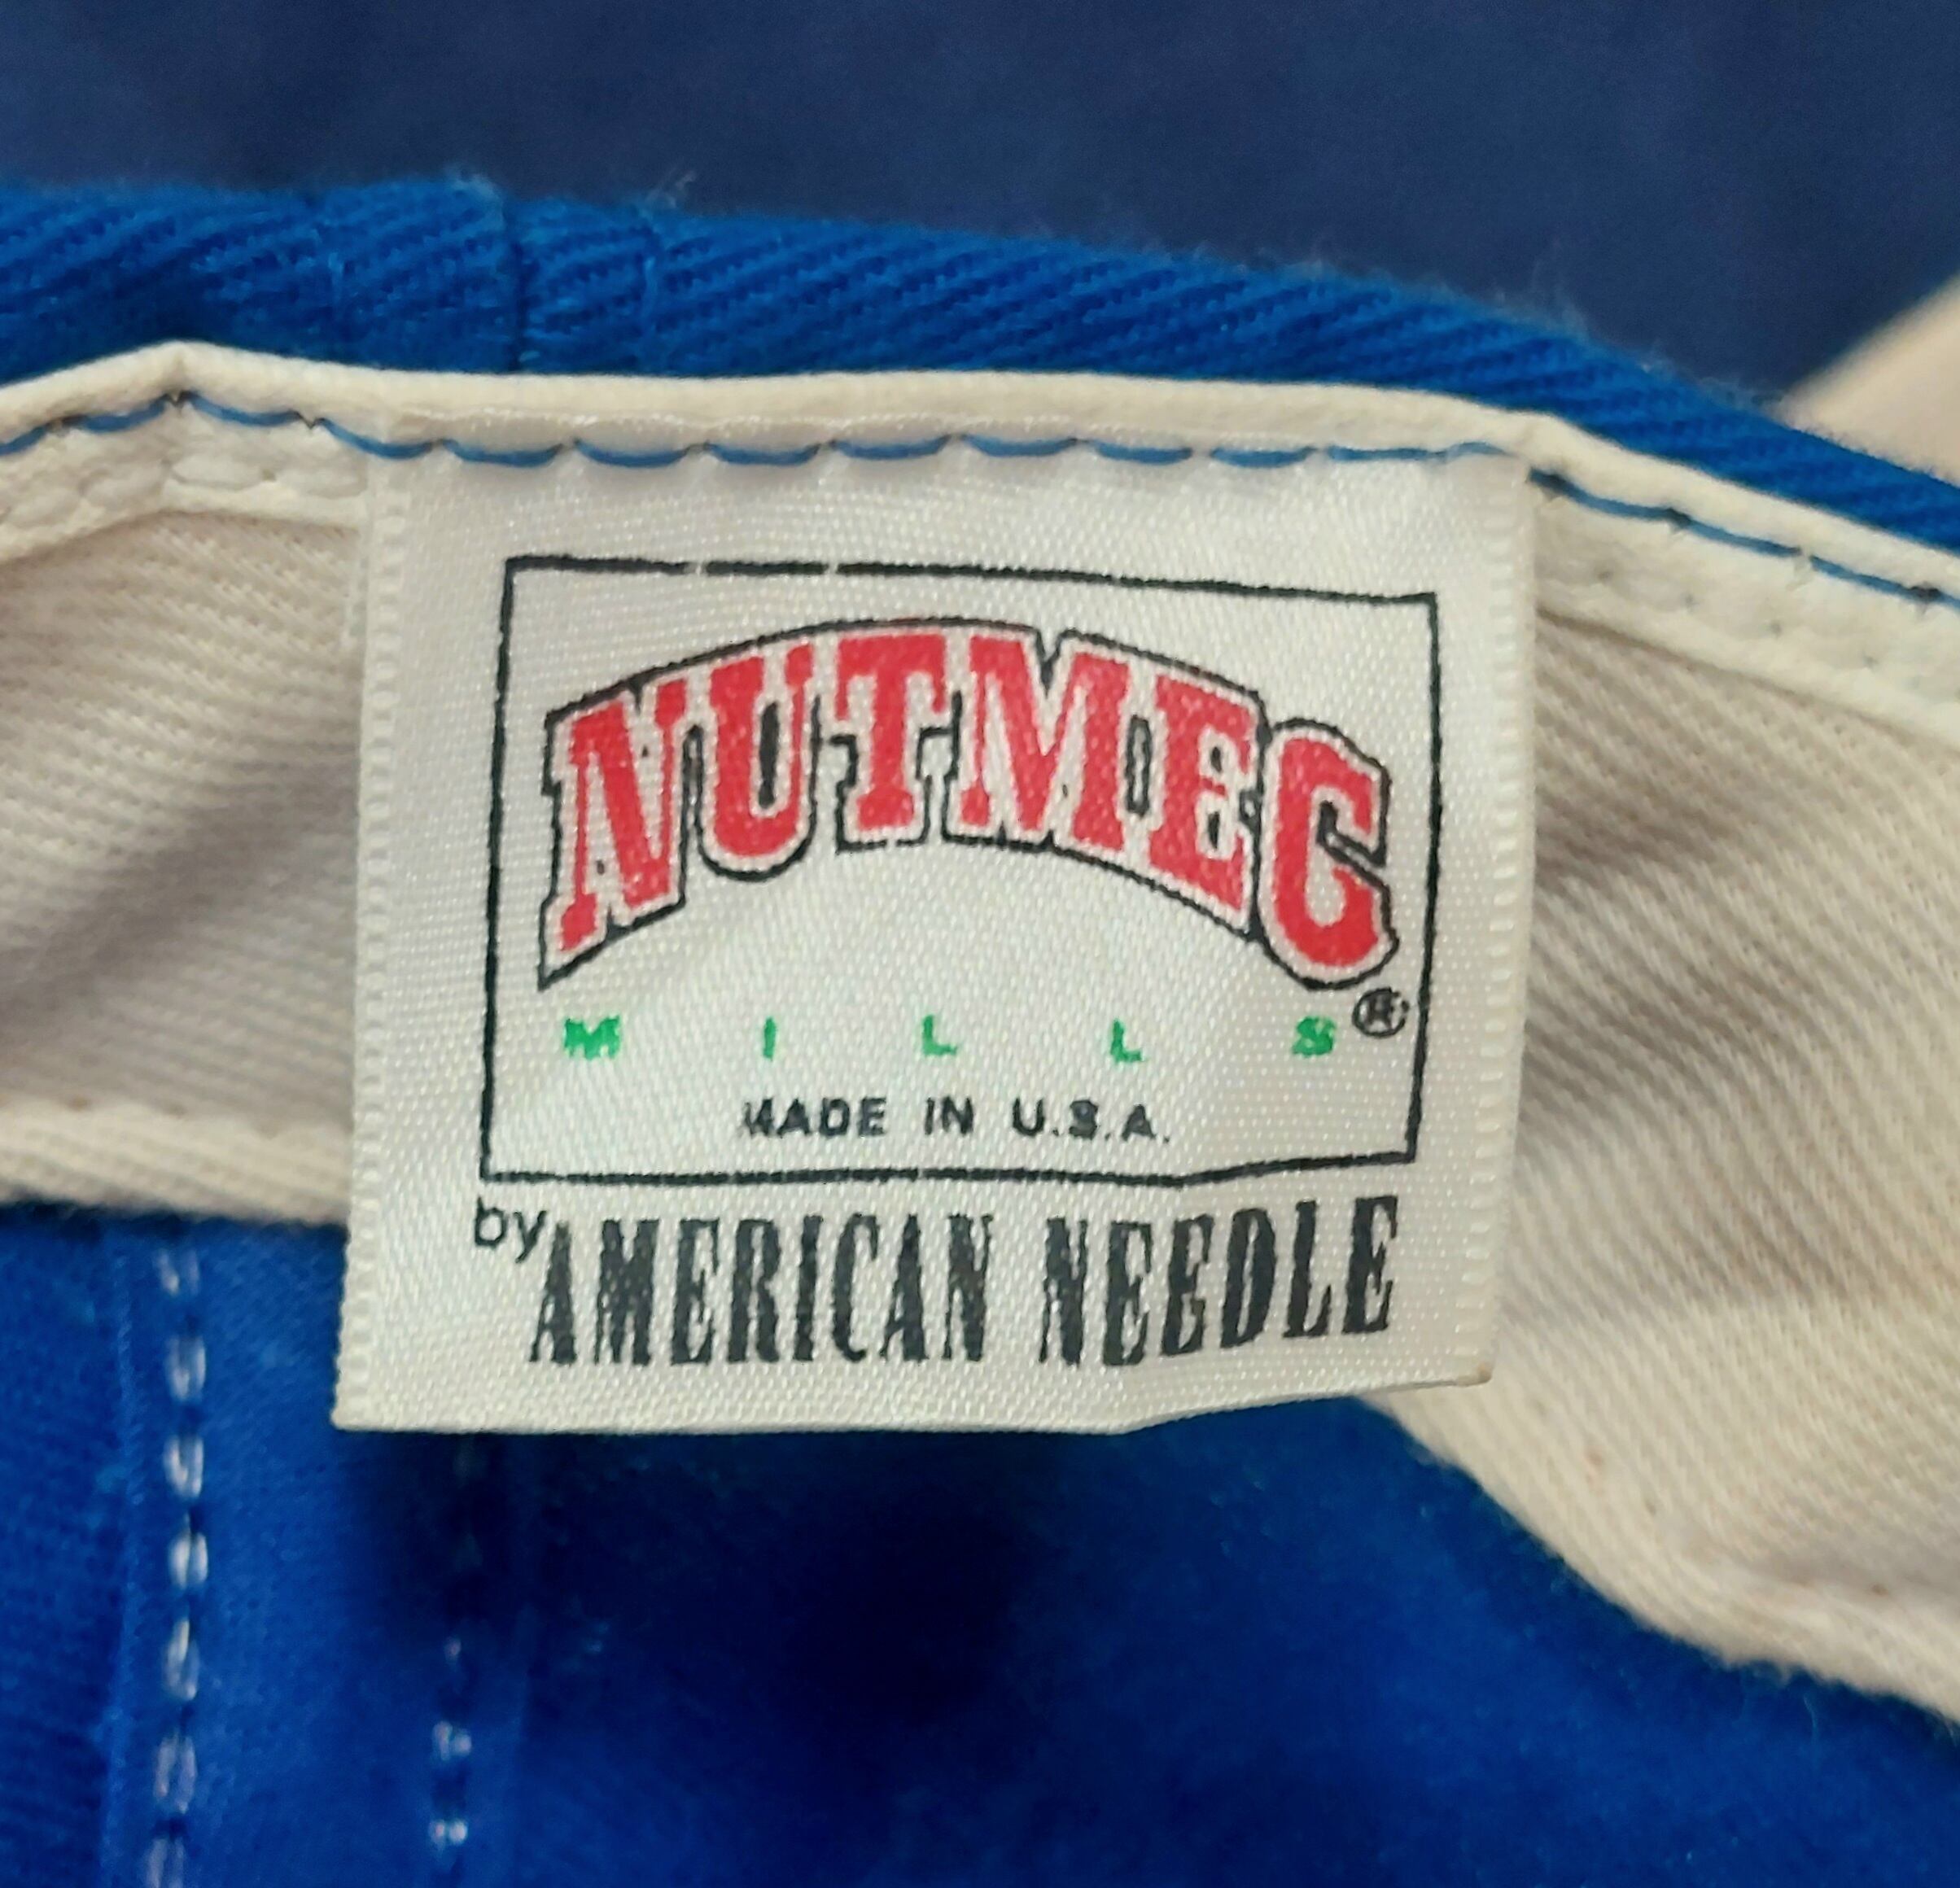 NUTMEG
MILLS®
MADE IN U.S.A.
by AMERICAN NEEDLE